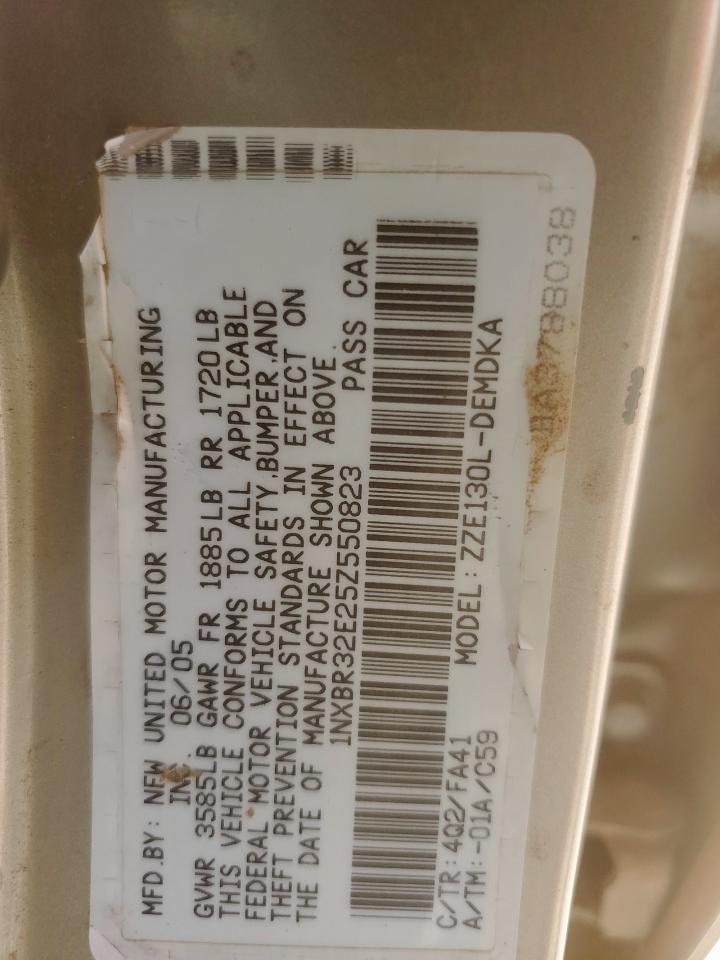 MFD.BY: NEW UNITED MOTOR MANUFACTURING
INC. 06/05
GVWR 3585LB GAWR FR 1885LB RR 1720LB
THIS VEHICLE CONFORMS TO ALL APPLICABLE
FEDERAL MOTOR VEHICLE SAFETY,BUMPER,AND
THEFT PREVENTION STANDARDS IN EFFECT ON
THE DATE OF MANUFACTURE SHOWN ABOVE.
1NXBR32E25Z550823 PASS CAR
C/TR:4Q2/FA41 MODEL:ZZE130L-DEMDKA
A/TM:-01A/C59